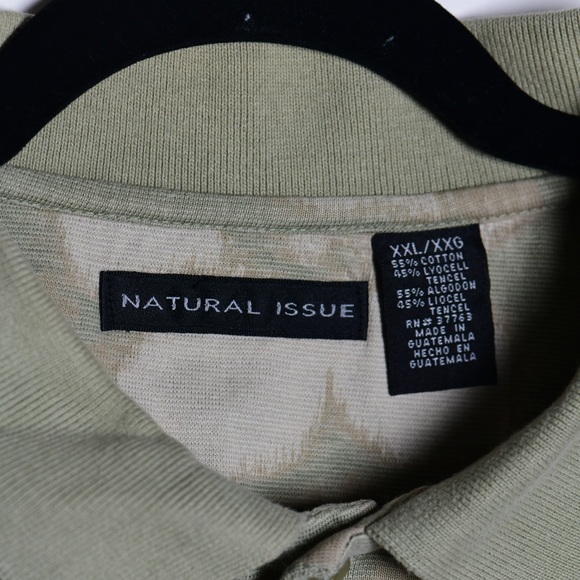 NATURAL ISSUE
XXL/XXG
55% COTTON
45% LYOCELL
TENCEL
55% ALGODON
45% LIOCEL
TENCEL
RN# 37763
MADE IN
GUATEMALA
HECHO EN
GUATEMALA